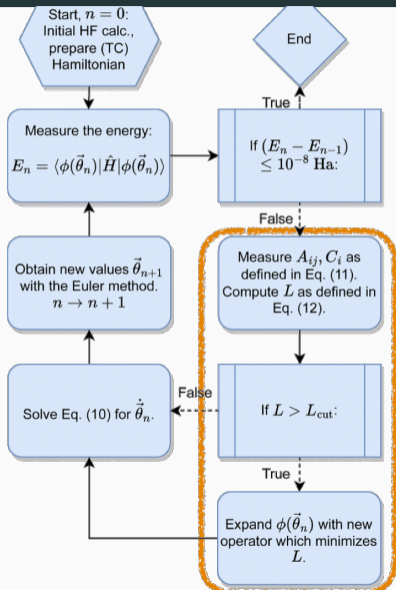 Start, n = 0:
Initial HF calc.,
prepare (TC)
Hamiltonian
End
True
Measure the energy:
E_n = ⟨ϕ(θ⃗_n)|Ĥ|ϕ(θ⃗_n)⟩
If (E_n − E_{n−1})
≤ 10^{−8} Ha:
False
Measure A_{ij}, C_i as
defined in Eq. (11).
Compute L as defined in
Eq. (12).
Obtain new values θ⃗_{n+1}
with the Euler method.
n → n + 1
False
Solve Eq. (10) for θ⃗̇_n.
If L > L_cut:
True
Expand ϕ(θ⃗_n) with new
operator which minimizes
L.